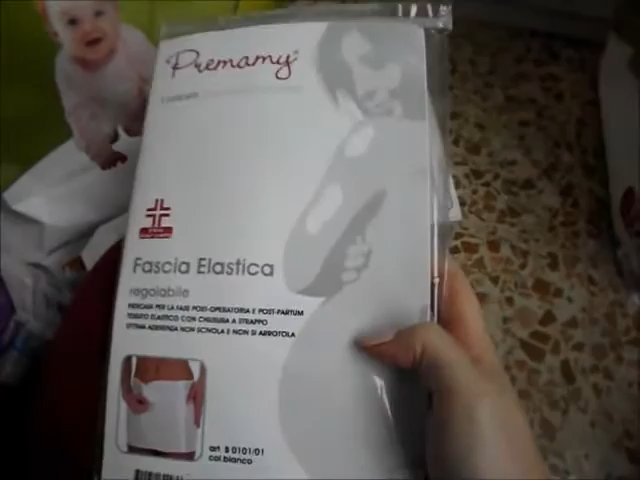 Premamy
Fascia Elastica
regolabile
INDICATA PER LA FASE POST-OPERATORIA E POST-PARTUM
TESSUTO ELASTICO CON CHIUSURA A STRAPPO
OTTIMA ADERENZA NON SCIVOLA E NON SI ARROTOLA
art. B 0101/01
col.bianco